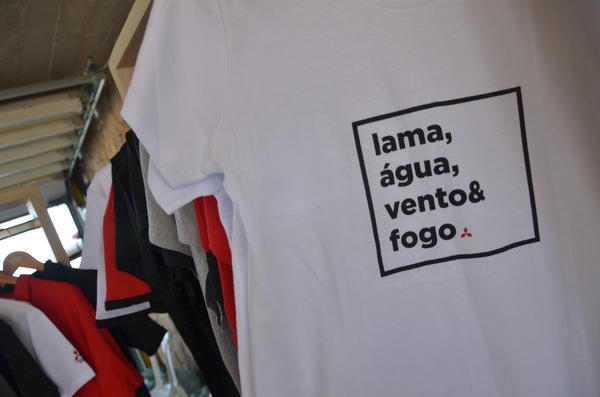 lama,
água,
vento&
fogo